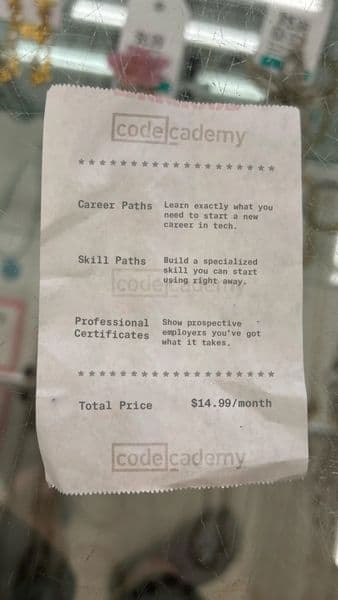 codecademy
* * * * * * * * * * * * * * * * * *
Career Paths Learn exactly what you
need to start a new
career in tech.
Skill Paths Build a specialized
skill you can start
using right away.
codecademy
Professional Show prospective
Certificates employers you've got
what it takes.
* * * * * * * * * * * * * * * * * *
Total Price $14.99/month
codecademy